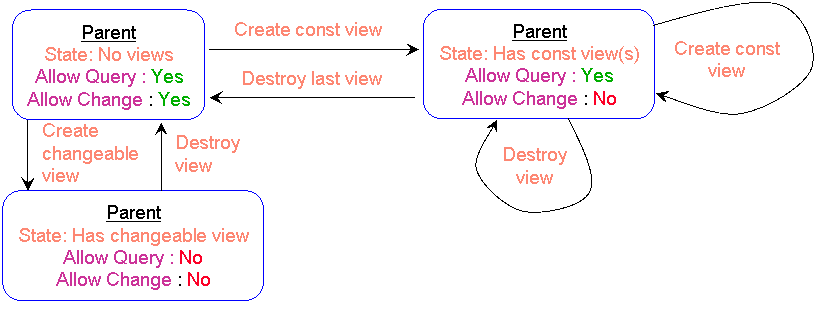 Parent
State: No views
Allow Query : Yes
Allow Change : Yes
Create const view
Destroy last view
Parent
State: Has const view(s)
Allow Query : Yes
Allow Change : No
Create const
view
Create
changeable
view
Destroy
view
Destroy
view
Parent
State: Has changeable view
Allow Query : No
Allow Change : No